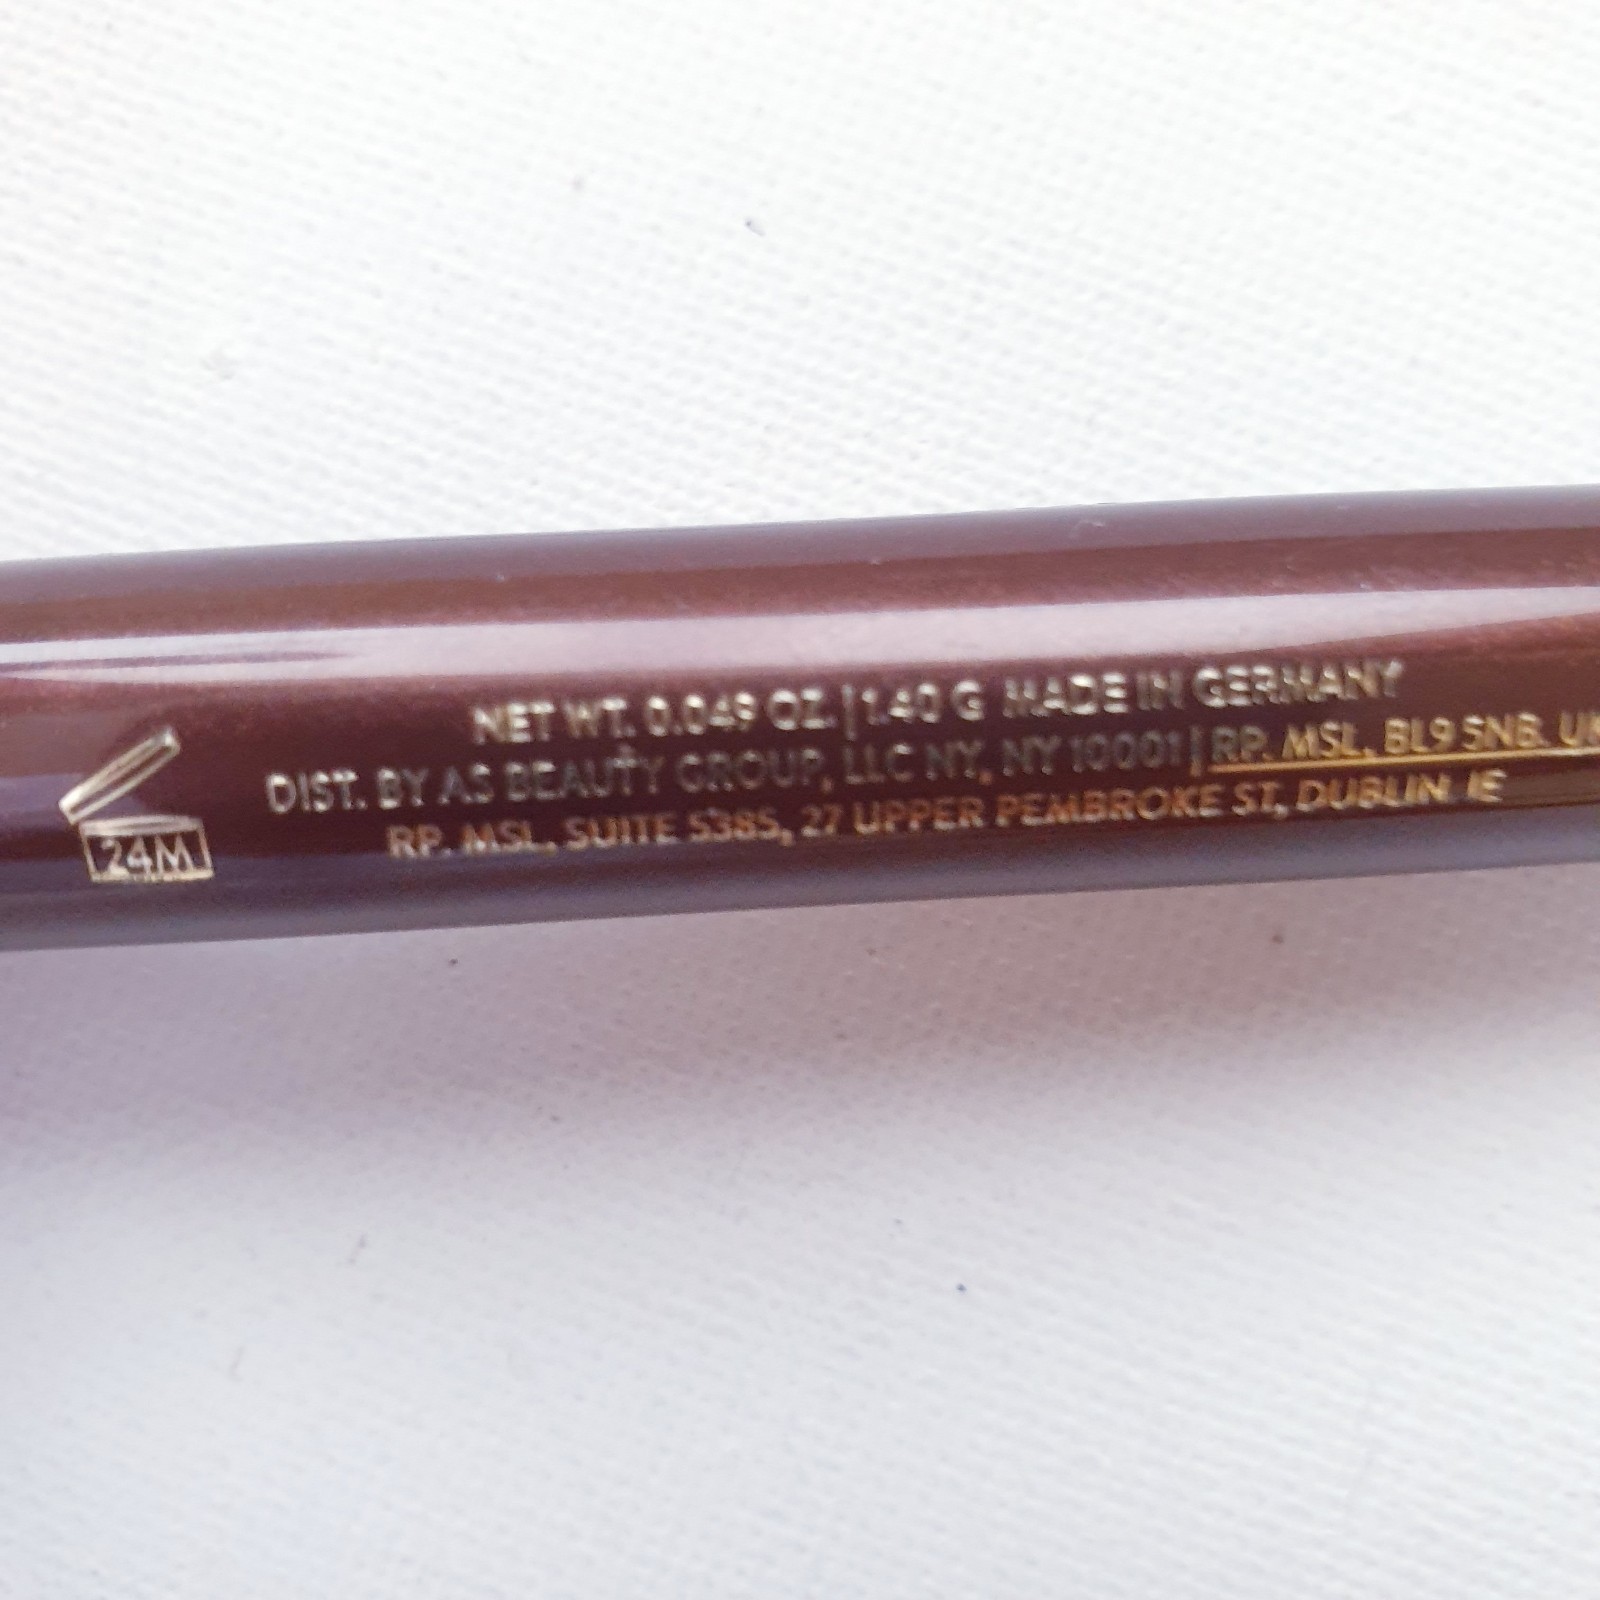 NET WT. 0.049 OZ. | 1.40 G MADE IN GERMANY
DIST. BY AS BEAUTY GROUP, LLC NY, NY 10001 | RP. MSL, BL9 5NB. UK
RP. MSL, SUITE 5385, 27 UPPER PEMBROKE ST, DUBLIN IE
24M